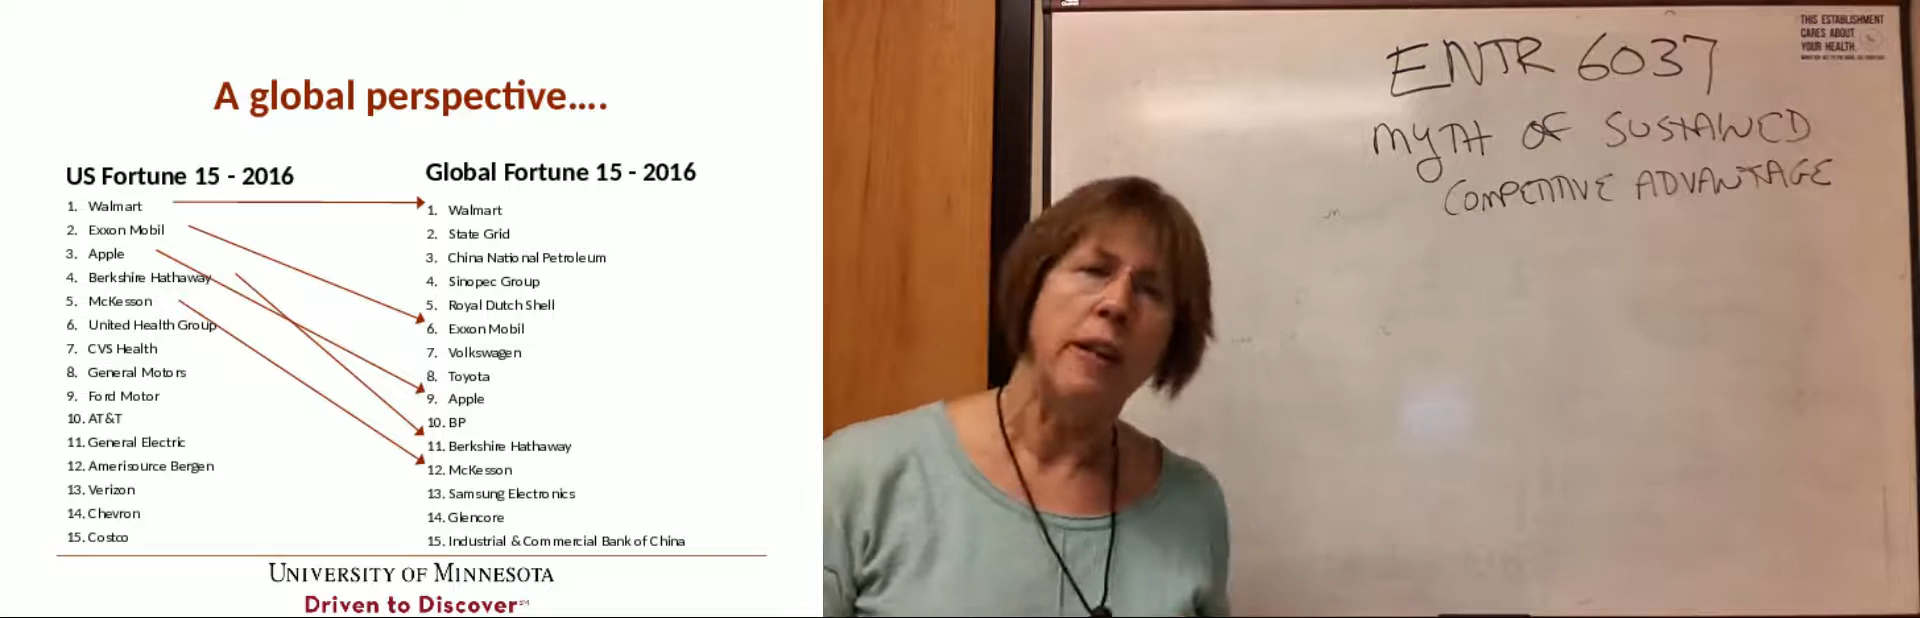 A global perspective....
US Fortune 15 - 2016
1. Walmart
2. Exxon Mobil
3. Apple
4. Berkshire Hathaway
5. McKesson
6. United Health Group
7. CVS Health
8. General Motors
9. Ford Motor
10. AT&T
11. General Electric
12. Amerisource Bergen
13. Verizon
14. Chevron
15. Costco
Global Fortune 15 - 2016
1. Walmart
2. State Grid
3. China National Petroleum
4. Sinopec Group
5. Royal Dutch Shell
6. Exxon Mobil
7. Volkswagen
8. Toyota
9. Apple
10. BP
11. Berkshire Hathaway
12. McKesson
13. Samsung Electronics
14. Glencore
15. Industrial & Commercial Bank of China
UNIVERSITY OF MINNESOTA
Driven to Discover℠
ENTR 6037
MYTH OF SUSTAINED
COMPETITIVE ADVANTAGE
THIS ESTABLISHMENT
CARES ABOUT
YOUR HEALTH.